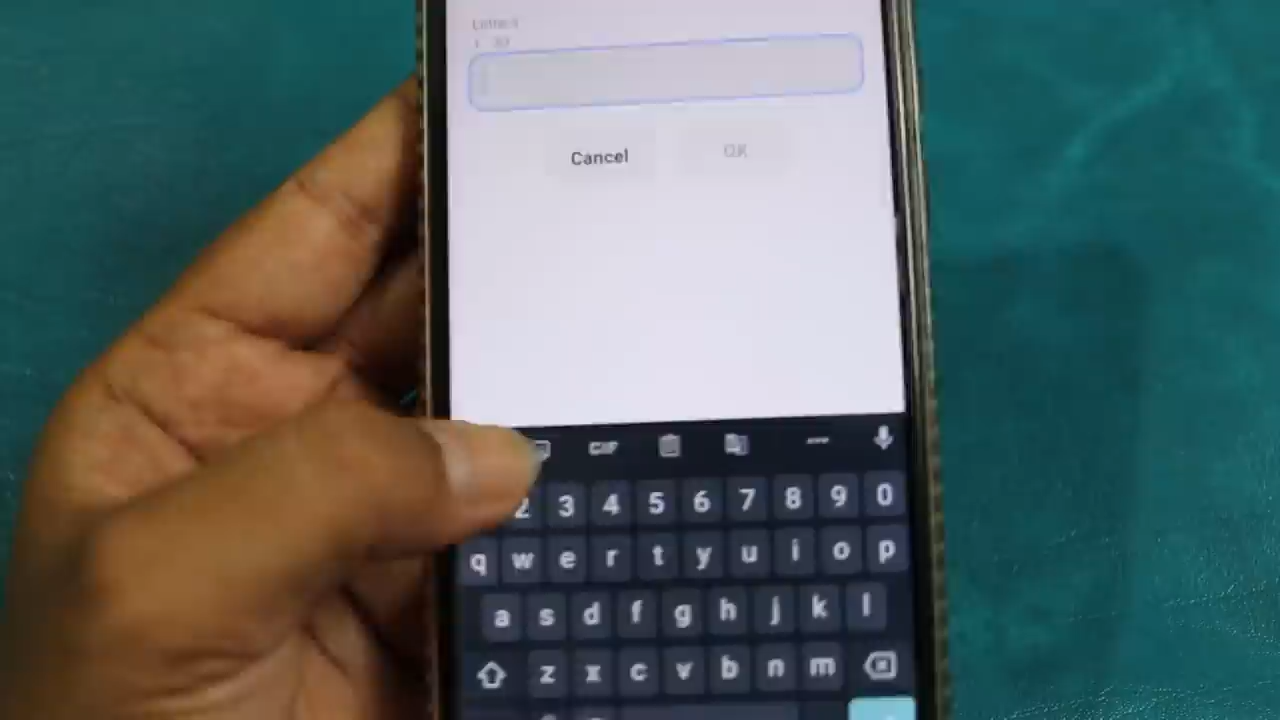 Cancel OK
GIF
2 3 4 5 6 7 8 9 0
q w e r t y u i o p
a s d f g h j k l
z x c v b n m